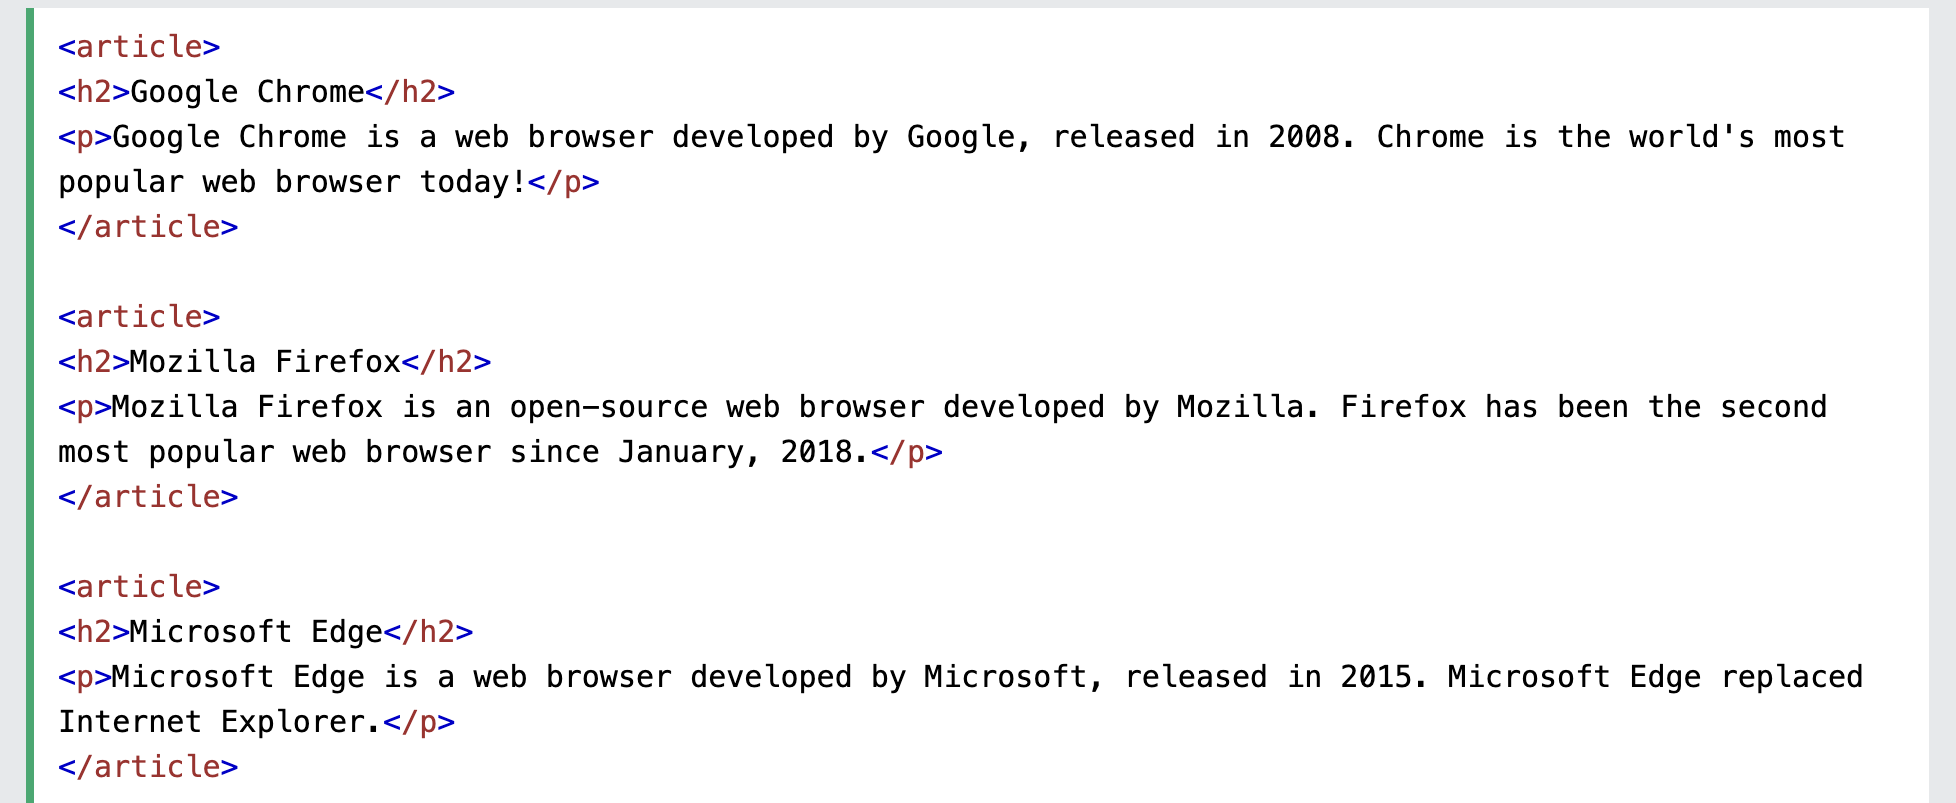 <article>
<h2>Google Chrome</h2>
<p>Google Chrome is a web browser developed by Google, released in 2008. Chrome is the world's most
popular web browser today!</p>
</article>

<article>
<h2>Mozilla Firefox</h2>
<p>Mozilla Firefox is an open-source web browser developed by Mozilla. Firefox has been the second
most popular web browser since January, 2018.</p>
</article>

<article>
<h2>Microsoft Edge</h2>
<p>Microsoft Edge is a web browser developed by Microsoft, released in 2015. Microsoft Edge replaced
Internet Explorer.</p>
</article>